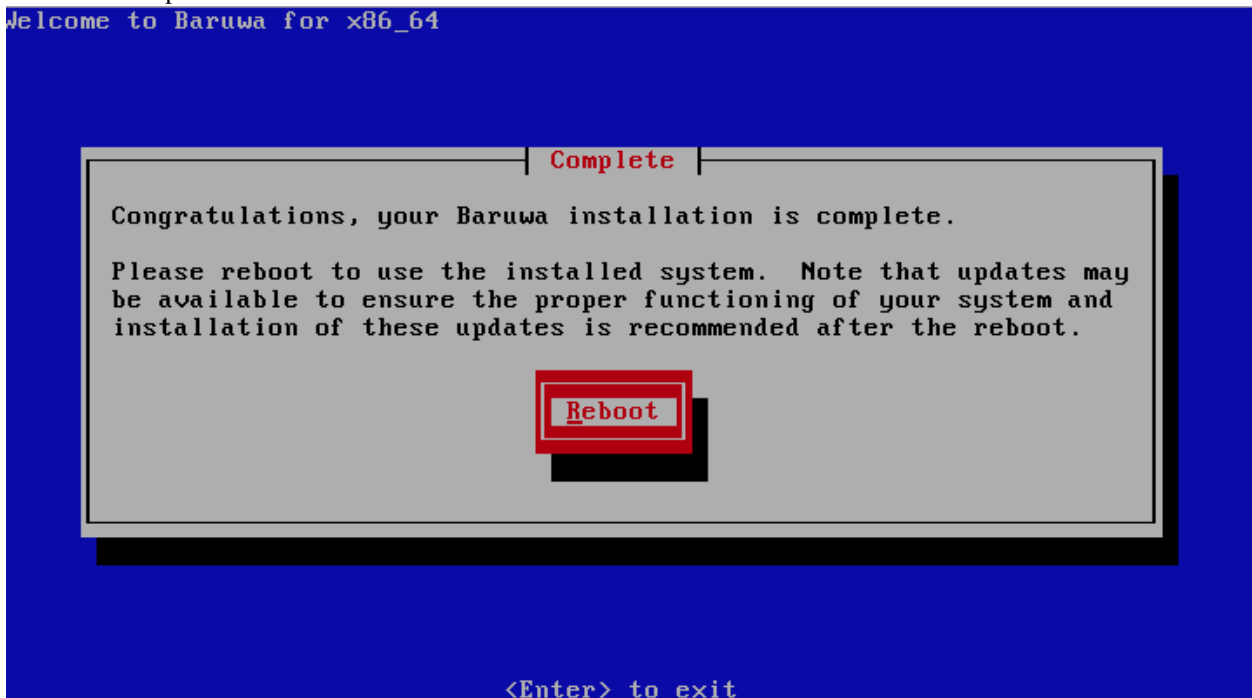 Welcome to Baruwa for x86_64
Complete
Congratulations, your Baruwa installation is complete.
Please reboot to use the installed system.  Note that updates may
be available to ensure the proper functioning of your system and
installation of these updates is recommended after the reboot.
Reboot
<Enter> to exit